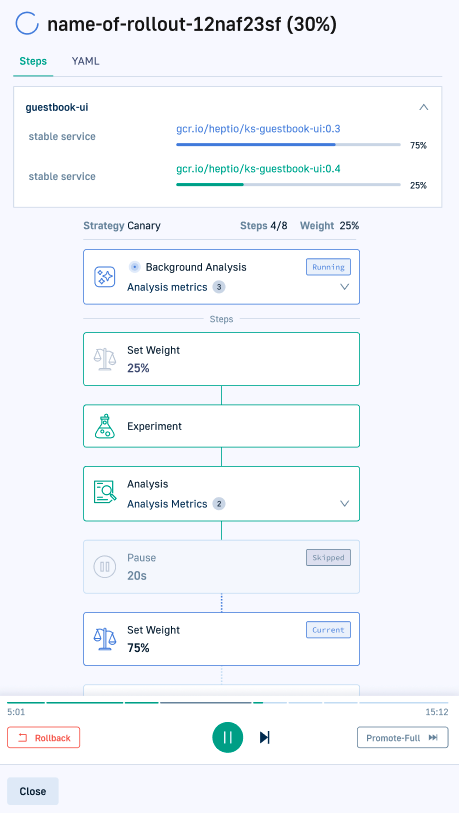 name-of-rollout-12naf23sf (30%)
Steps YAML
guestbook-ui
stable service gcr.io/heptio/ks-guestbook-ui:0.3 75%
stable service gcr.io/heptio/ks-guestbook-ui:0.4 25%
Strategy Canary Steps 4/8 Weight 25%
Background Analysis Running
Analysis metrics 3
Steps
Set Weight
25%
Experiment
Analysis
Analysis Metrics 2
Pause Skipped
20s
Set Weight Current
75%
5:01 15:12
Rollback Promote-Full
Close